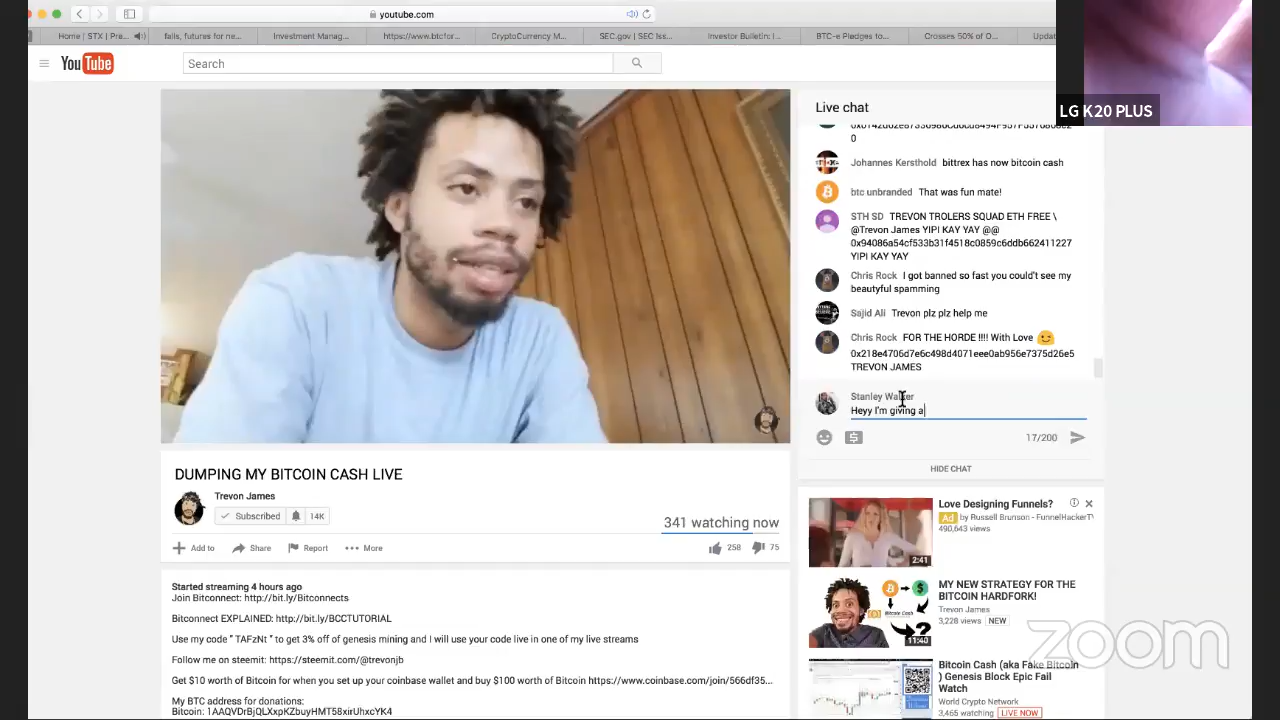 youtube.com
Home | STX | Pre...
falls, futures for ne...
Investment Manag...
https://www.btcfor...
CryptoCurrency M...
SEC.gov | SEC Iss...
Investor Bulletin: I...
BTC-e Pledges to...
Crosses 50% of O...
Updat
YouTube
Search
LG K20 PLUS
Live chat
0
Johannes Kersthold bittrex has now bitcoin cash
btc unbranded That was fun mate!
STH SD TREVON TROLERS SQUAD ETH FREE \
@Trevon James YIPI KAY YAY @@
0x94086a54cf533b31f4518c0859c6ddb662411227
YIPI KAY YAY
Chris Rock I got banned so fast you could't see my
beautyful spamming
Sajid Ali Trevon plz plz help me
Chris Rock FOR THE HORDE !!!! With Love 🤗
0x218e4706d7e6c498d4071eee0ab956e7375d26e5
TREVON JAMES
Stanley Walker
Heyy I'm giving a
17/200
HIDE CHAT
DUMPING MY BITCOIN CASH LIVE
Trevon James
Subscribed 14K
341 watching now
Add to Share Report More
258 75
Started streaming 4 hours ago
Join Bitconnect: http://bit.ly/Bitconnects
Bitconnect EXPLAINED: http://bit.ly/BCCTUTORIAL
Use my code " TAFzNt " to get 3% off of genesis mining and I will use your code live in one of my live streams
Follow me on steemit: https://steemit.com/@trevonjb
Get $10 worth of Bitcoin for when you set up your coinbase wallet and buy $100 worth of Bitcoin https://www.coinbase.com/join/566df35...
My BTC address for donations:
Bitcoin: 1AAQVDrBjQLXxpKZbuyHMT58xirUhxcYK4
Love Designing Funnels?
Ad by Russell Brunson - FunnelHackerTV
490,643 views
2:41
MY NEW STRATEGY FOR THE
BITCOIN HARDFORK!
Trevon James
3,228 views NEW
Bitcoin Cash
11:40
Bitcoin Cash (aka Fake Bitcoin
) Genesis Block Epic Fail
Watch
World Crypto Network
3,465 watching LIVE NOW
zoom